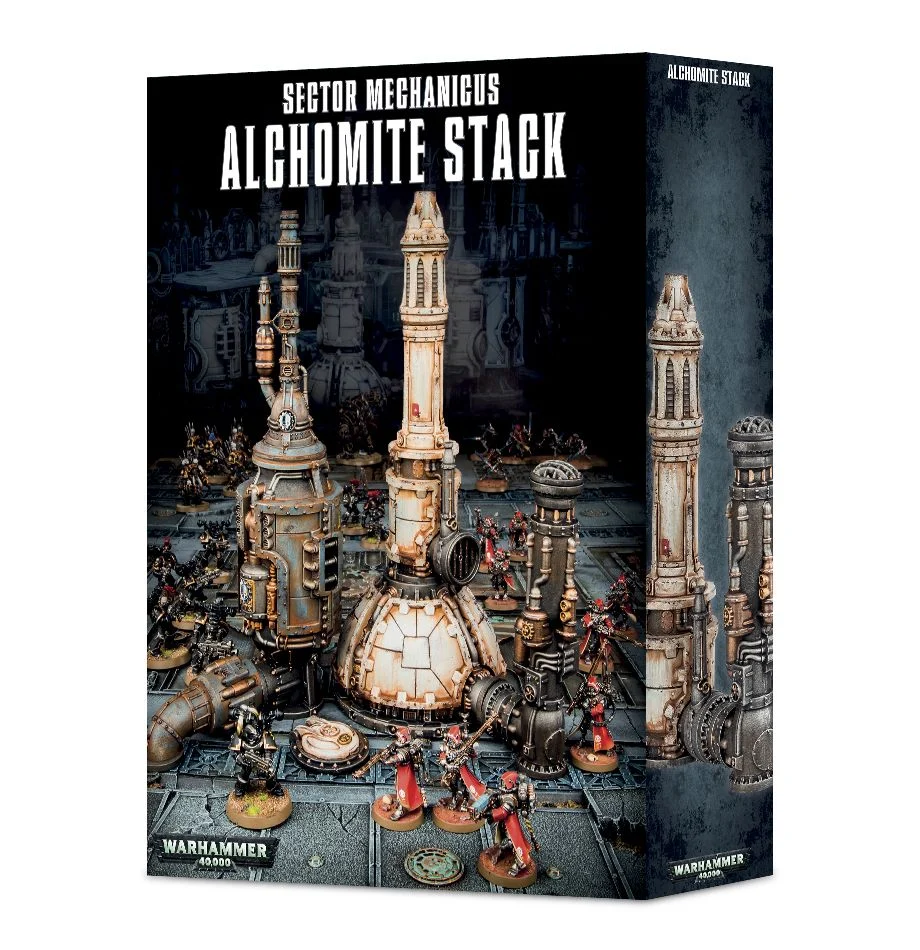 SECTOR MECHANICUS
ALCHOMITE STACK
WARHAMMER
40,000
ALCHOMITE STACK
WARHAMMER
40,000